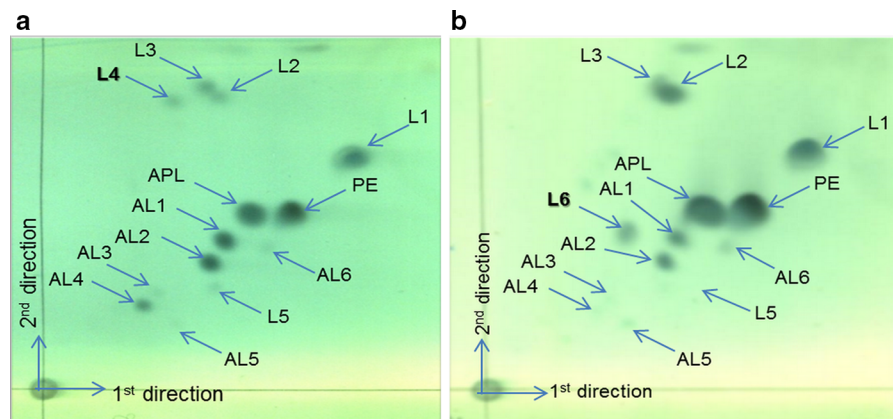 a
L3
L2
L4
L1
APL
PE
AL1
AL2
AL3
AL6
AL4
L5
AL5
2nd direction
1st direction
b
L3
L2
L1
APL
AL1
PE
L6
AL2
AL3
AL6
AL4
L5
AL5
2nd direction
1st direction